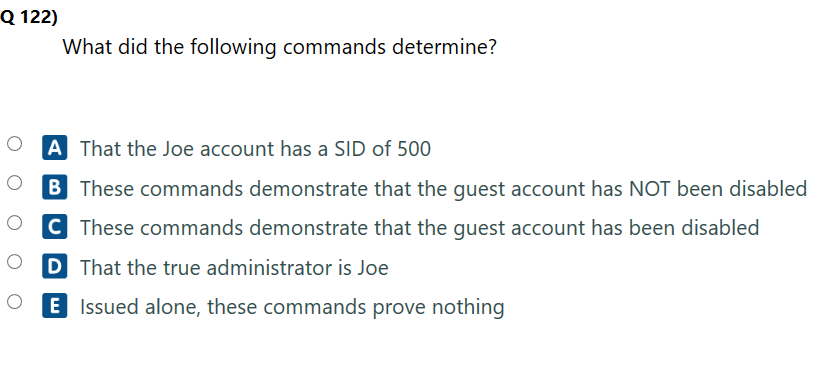 Q 122)
What did the following commands determine?
A That the Joe account has a SID of 500
B These commands demonstrate that the guest account has NOT been disabled
C These commands demonstrate that the guest account has been disabled
D That the true administrator is Joe
E Issued alone, these commands prove nothing